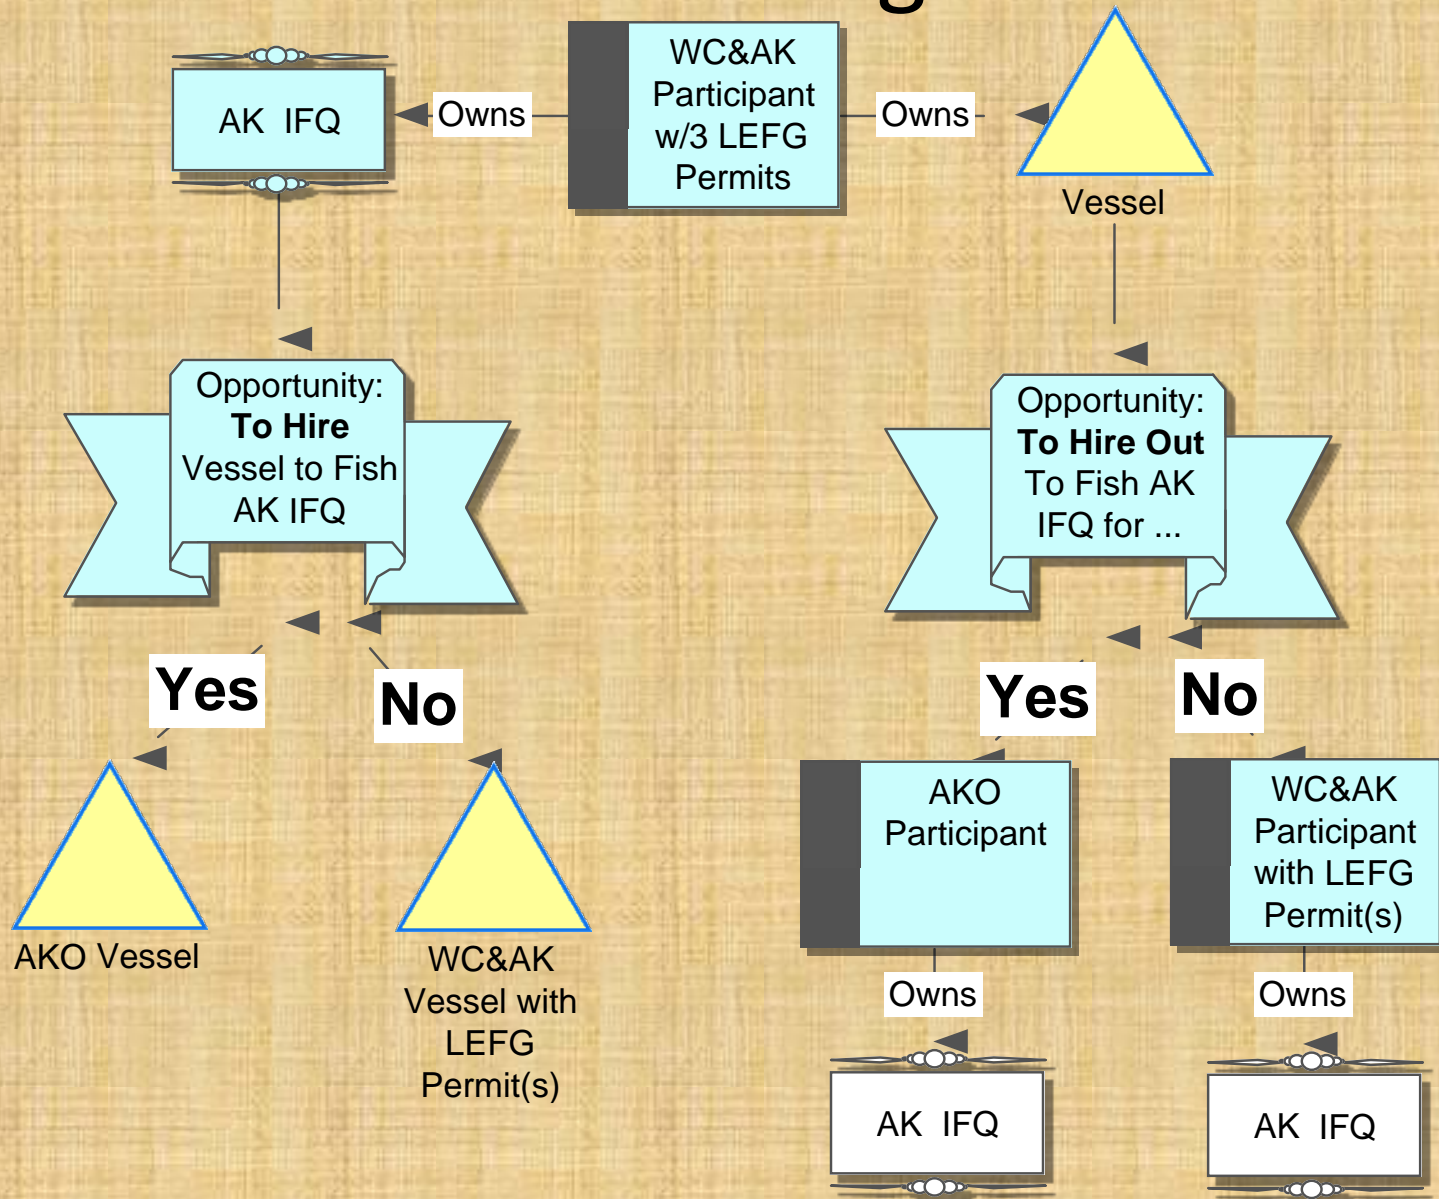 AK IFQ
Owns
WC&AK
Participant
w/3 LEFG
Permits
Owns
Vessel
Opportunity:
To Hire
Vessel to Fish
AK IFQ
Opportunity:
To Hire Out
To Fish AK
IFQ for ...
Yes
No
Yes
No
AKO Vessel
WC&AK
Vessel with
LEFG
Permit(s)
AKO
Participant
WC&AK
Participant
with LEFG
Permit(s)
Owns
Owns
AK IFQ
AK IFQ